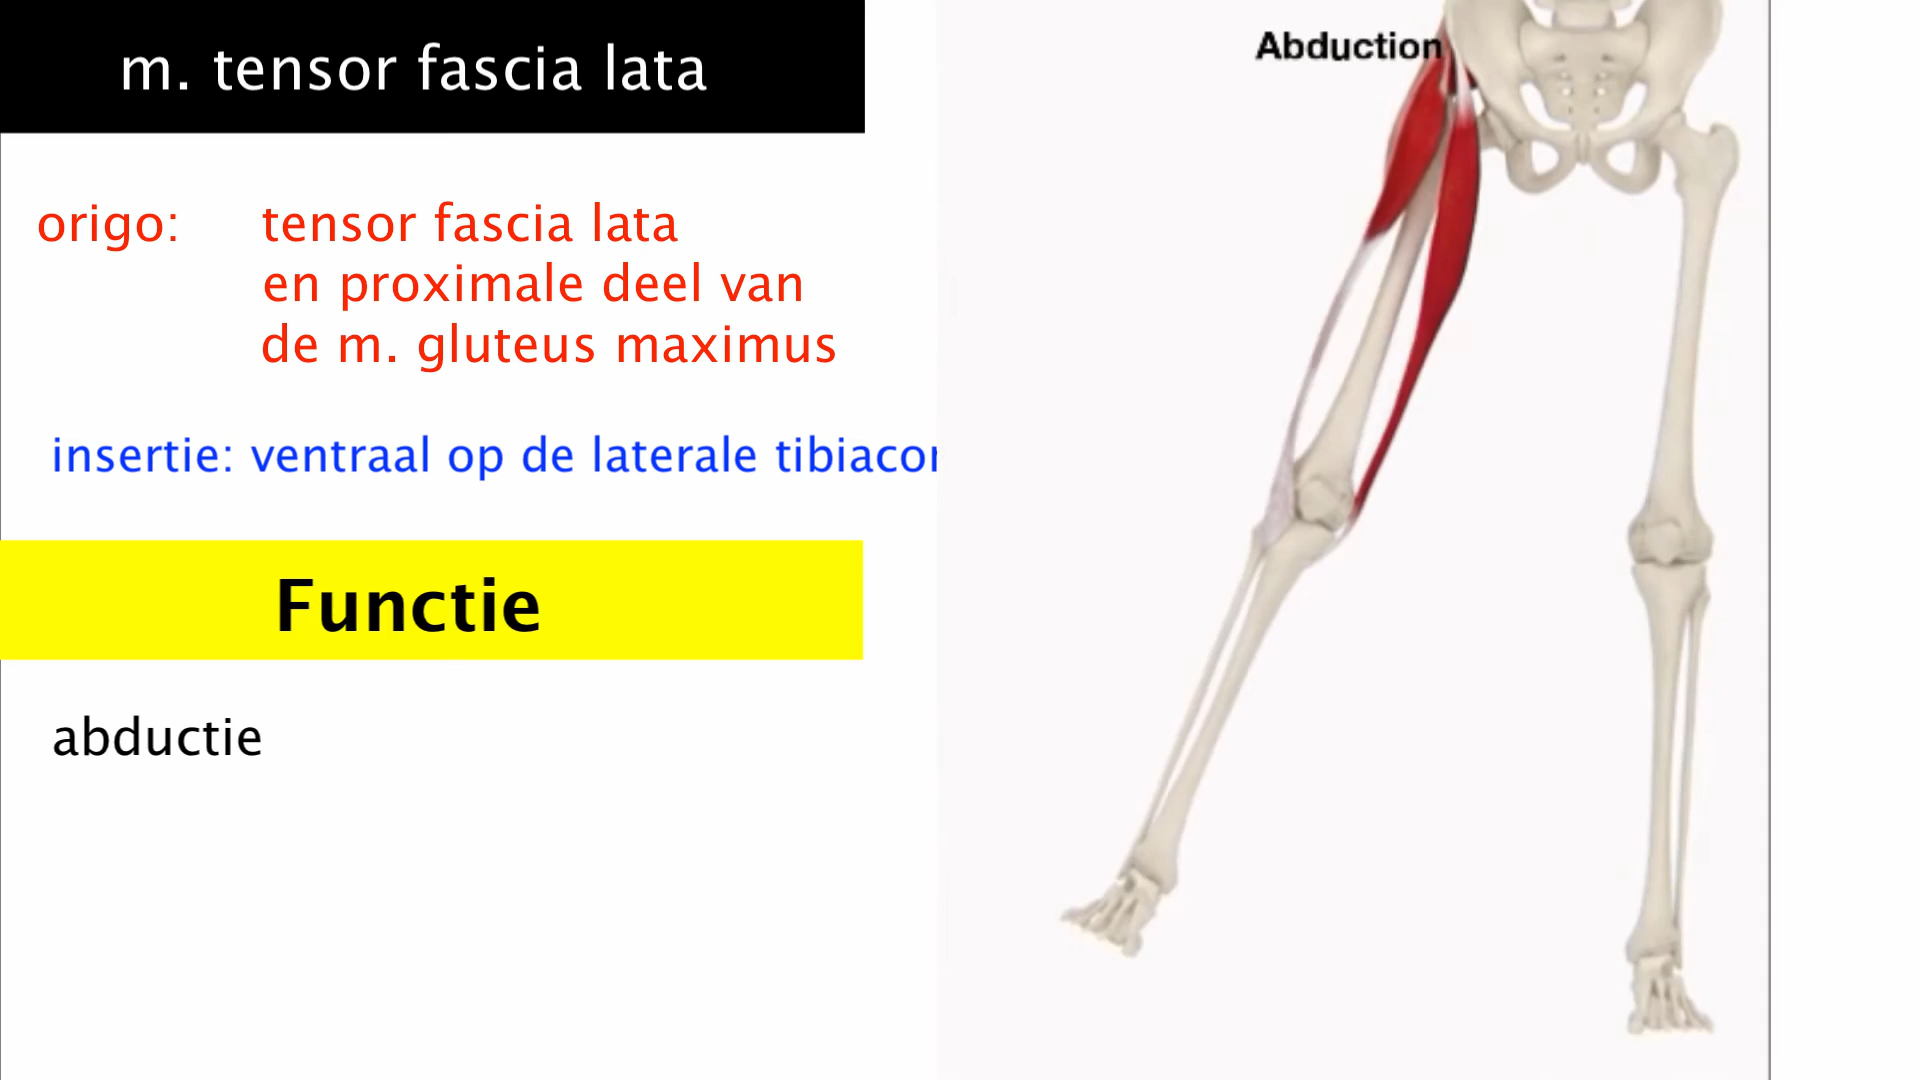 m. tensor fascia lata
Abduction
origo: tensor fascia lata
en proximale deel van
de m. gluteus maximus
insertie: ventraal op de laterale
Functie
abductie